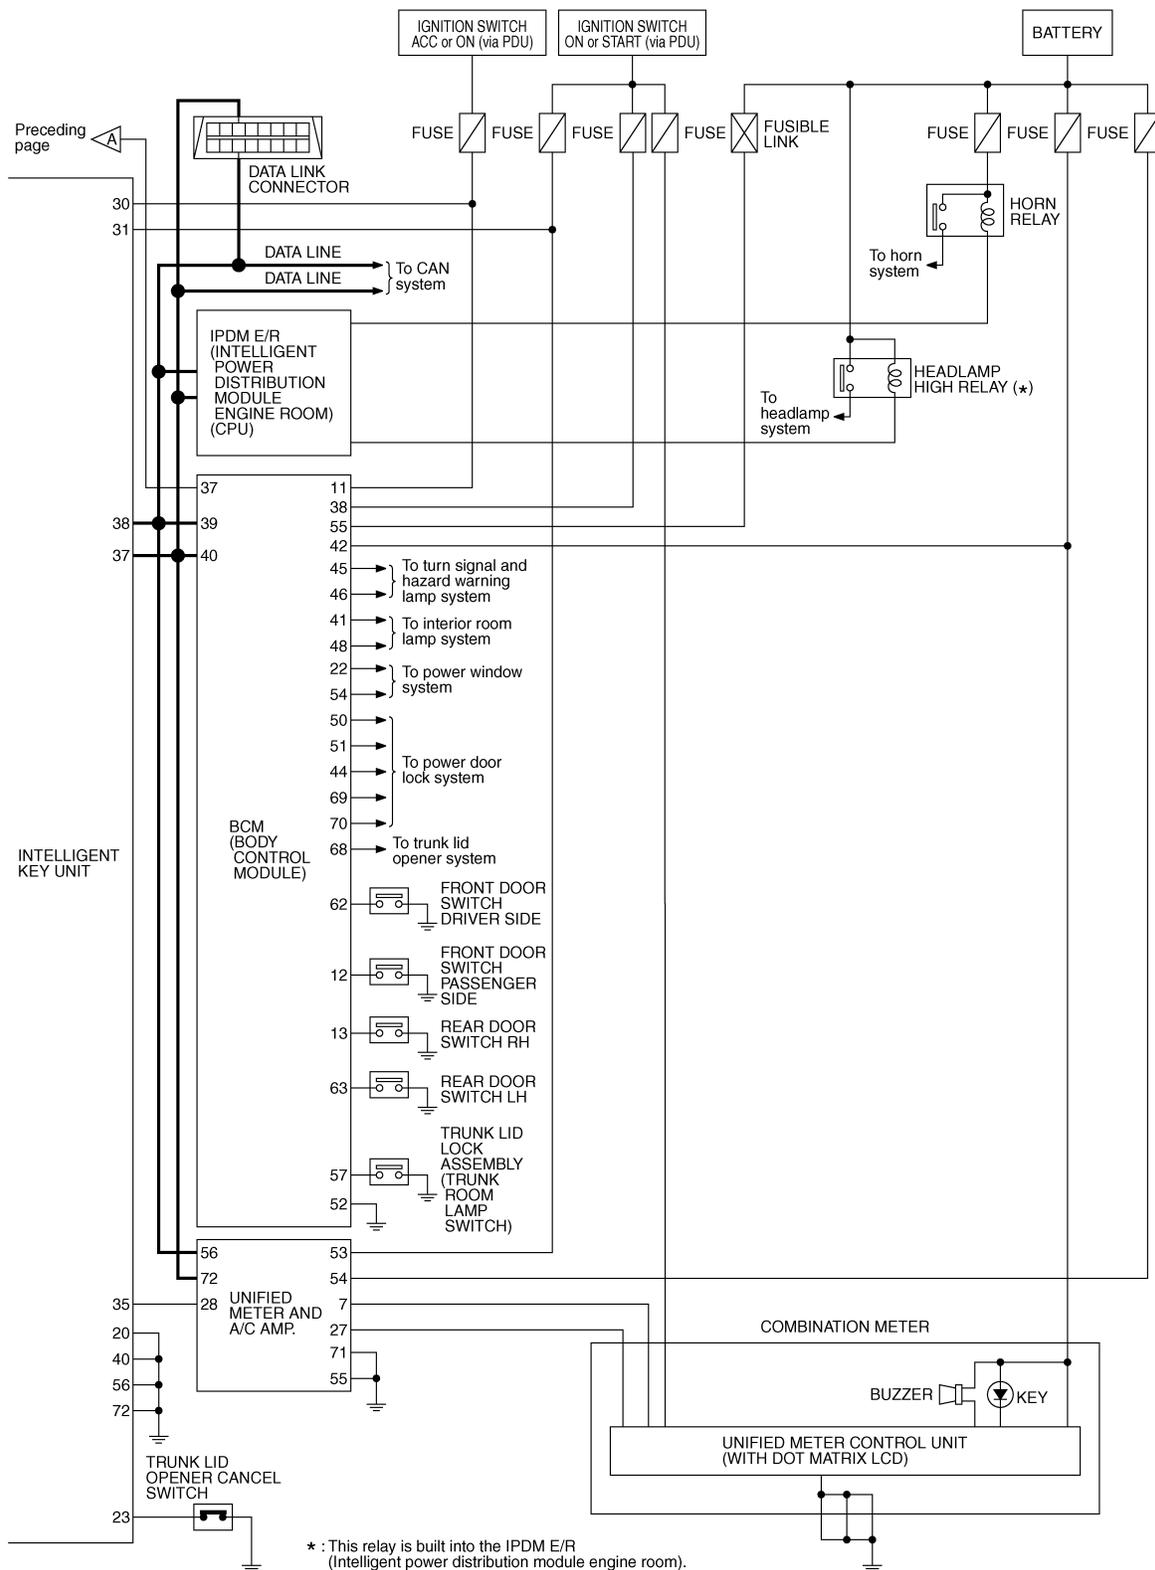 IGNITION SWITCH
ACC or ON (via PDU)
IGNITION SWITCH
ON or START (via PDU)
BATTERY
Preceding
page
A
DATA LINK
CONNECTOR
FUSE
FUSE
FUSE
FUSE
FUSIBLE
LINK
FUSE
FUSE
FUSE
30
31
HORN
RELAY
To horn
system
DATA LINE
DATA LINE
To CAN
system
IPDM E/R
(INTELLIGENT
POWER
DISTRIBUTION
MODULE
ENGINE ROOM)
(CPU)
HEADLAMP
HIGH RELAY (*)
To
headlamp
system
37
11
38
38
39
55
37
40
42
45
46
To turn signal and
hazard warning
lamp system
41
48
To interior room
lamp system
22
54
To power window
system
50
51
44
69
70
To power door
lock system
68
To trunk lid
opener system
INTELLIGENT
KEY UNIT
BCM
(BODY
CONTROL
MODULE)
62
FRONT DOOR
SWITCH
DRIVER SIDE
12
FRONT DOOR
SWITCH
PASSENGER
SIDE
13
REAR DOOR
SWITCH RH
63
REAR DOOR
SWITCH LH
57
TRUNK LID
LOCK
ASSEMBLY
(TRUNK
ROOM
LAMP
SWITCH)
52
56
53
72
54
35
28
7
27
71
55
UNIFIED
METER AND
A/C AMP.
20
40
56
72
COMBINATION METER
BUZZER
KEY
UNIFIED METER CONTROL UNIT
(WITH DOT MATRIX LCD)
TRUNK LID
OPENER CANCEL
SWITCH
23
* : This relay is built into the IPDM E/R
(Intelligent power distribution module engine room).